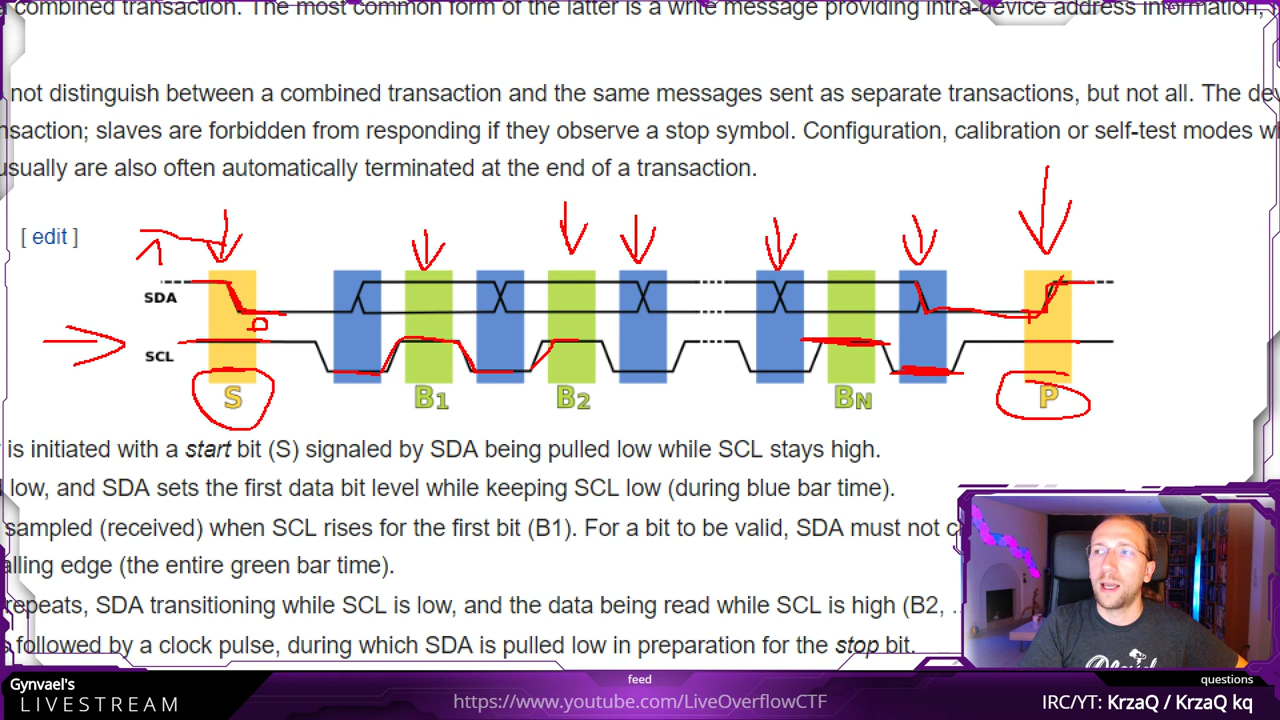 combined transaction. The most common form of the latter is a write message providing intra-device address information,
not distinguish between a combined transaction and the same messages sent as separate transactions, but not all. The dev
nsaction; slaves are forbidden from responding if they observe a stop symbol. Configuration, calibration or self-test modes wi
usually are also often automatically terminated at the end of a transaction.
[ edit ]
SDA
SCL
S B1 B2 BN P
is initiated with a start bit (S) signaled by SDA being pulled low while SCL stays high.
low, and SDA sets the first data bit level while keeping SCL low (during blue bar time).
sampled (received) when SCL rises for the first bit (B1). For a bit to be valid, SDA must not c
alling edge (the entire green bar time).
repeats, SDA transitioning while SCL is low, and the data being read while SCL is high (B2, ..
s followed by a clock pulse, during which SDA is pulled low in preparation for the stop bit.
Gynvael's
LIVESTREAM
feed
https://www.youtube.com/LiveOverflowCTF
questions
IRC/YT: KrzaQ / KrzaQ kq